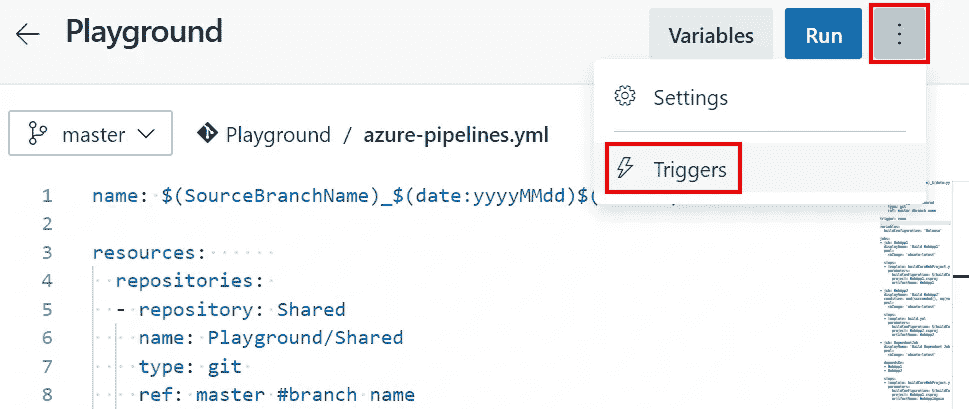 Playground
Variables
Run
Settings
master
Playground / azure-pipelines.yml
Triggers
1 name: $(SourceBranchName)_$(date:yyyyMMdd)$(
2
3 resources:
4 repositories:
5 - repository: Shared
6 name: Playground/Shared
7 type: git
8 ref: master #branch name